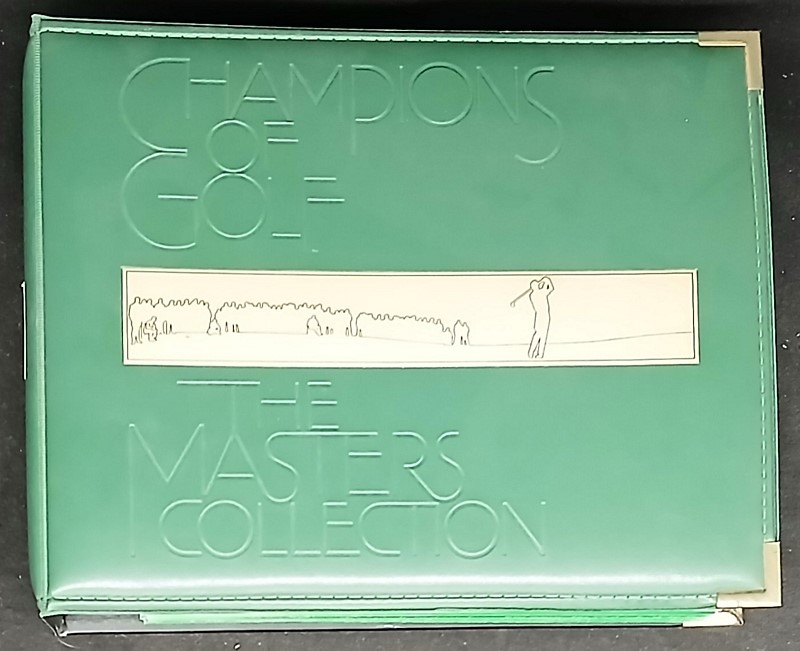 CHAMPIONS
OF
GOLF
THE
MASTERS
COLLECTION